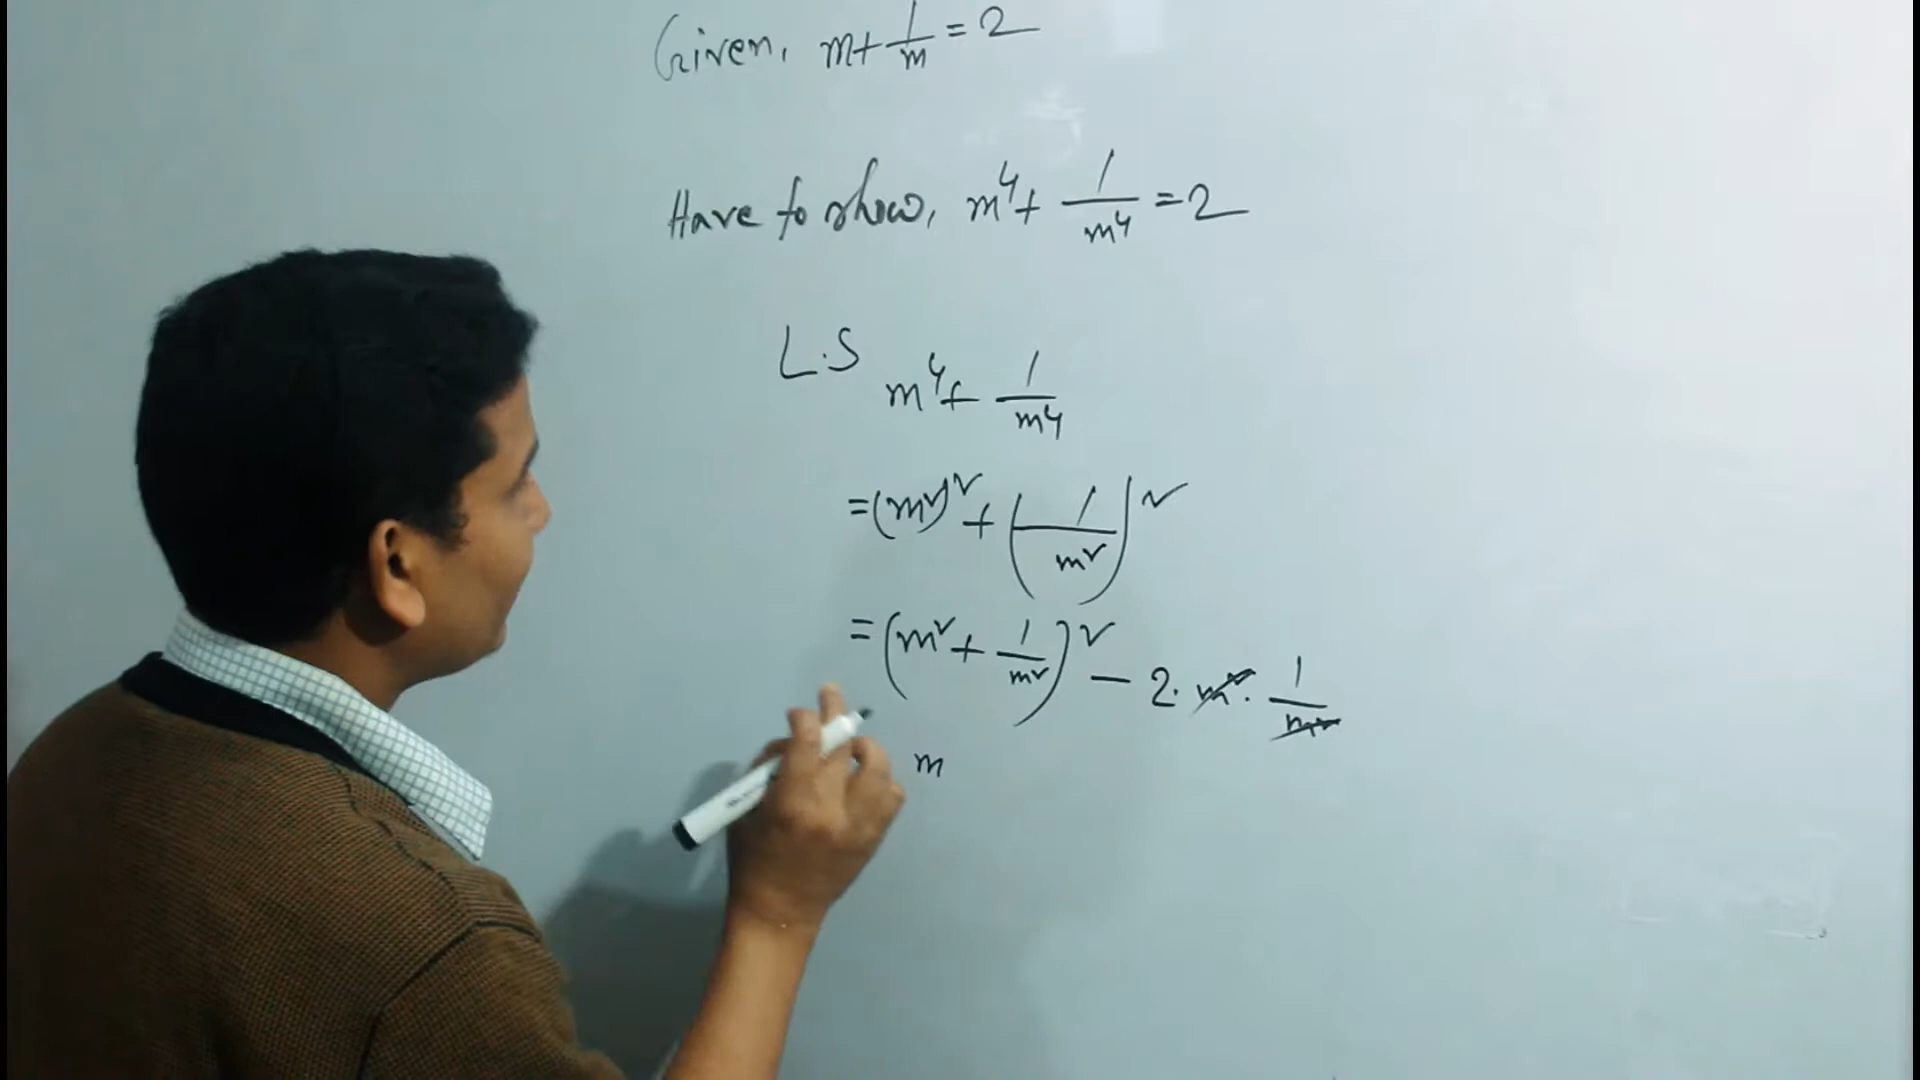 Given, m + 1/m = 2
Have to show, m⁴ + 1/m⁴ = 2
L.S
m⁴ + 1/m⁴
= (m²)² + (1/m²)²
= (m² + 1/m²)² − 2. m². 1/m²
m